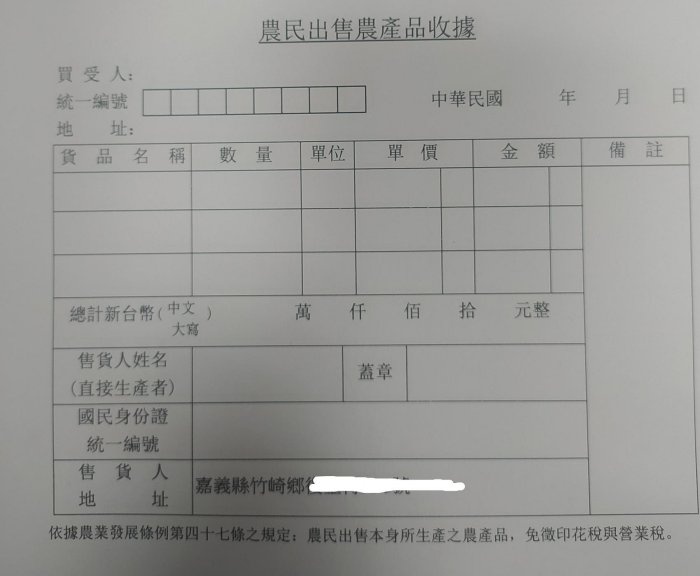 農民出售農產品收據
買受人：
統一編號 中華民國 年 月 日
地 址：
貨品名稱 數量 單位 單價 金額 備註
總計新台幣(中文大寫) 萬 仟 佰 拾 元整
售貨人姓名 蓋章
(直接生產者)
國民身份證
統一編號
售貨人
地 址 嘉義縣竹崎鄉 號
依據農業發展條例第四十七條之規定：農民出售本身所生產之農產品，免徵印花稅與營業稅。